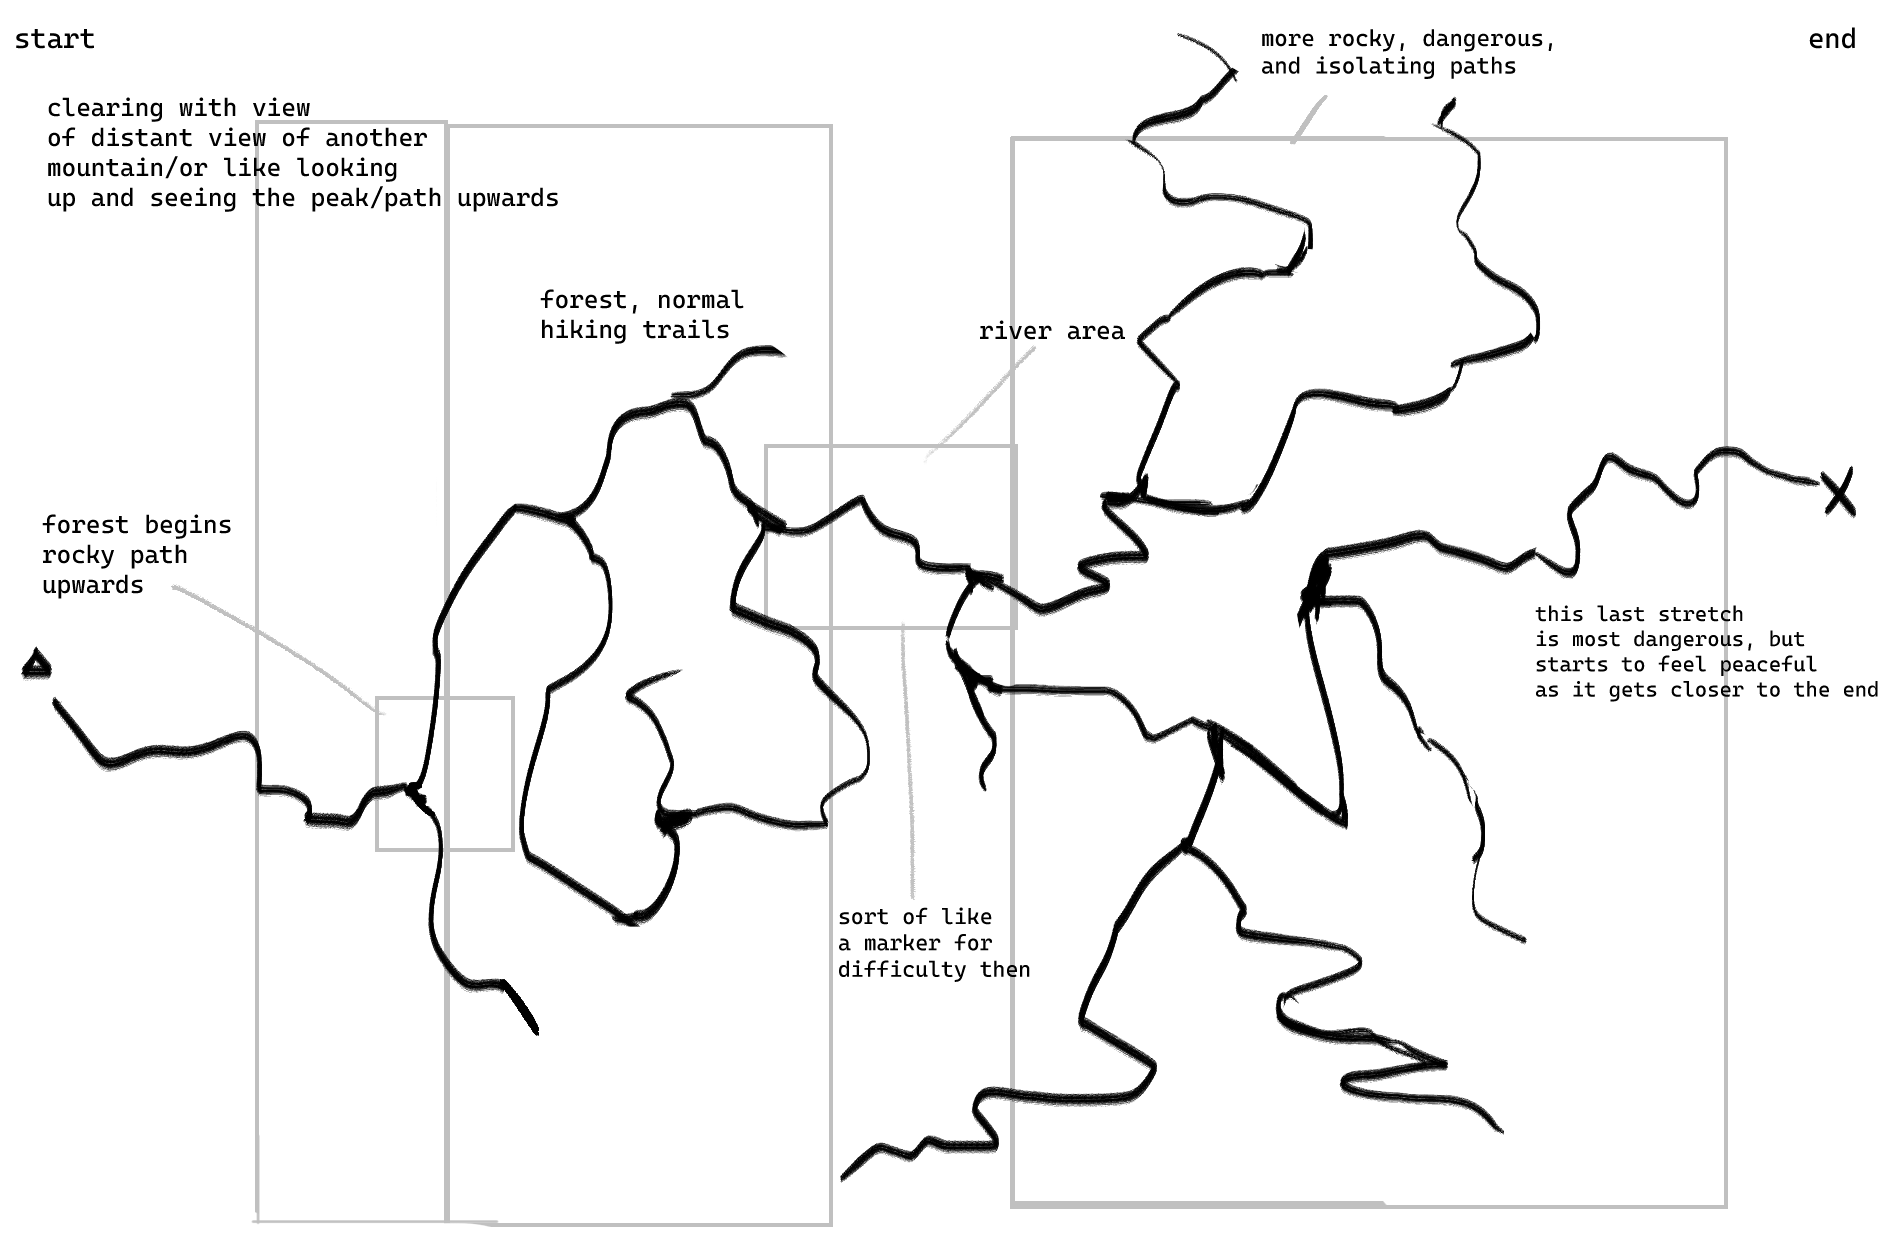 start
end
more rocky, dangerous,
and isolating paths
clearing with view
of distant view of another
mountain/or like looking
up and seeing the peak/path upwards
forest, normal
hiking trails
river area
forest begins
rocky path
upwards
this last stretch
is most dangerous, but
starts to feel peaceful
as it gets closer to the end
sort of like
a marker for
difficulty then